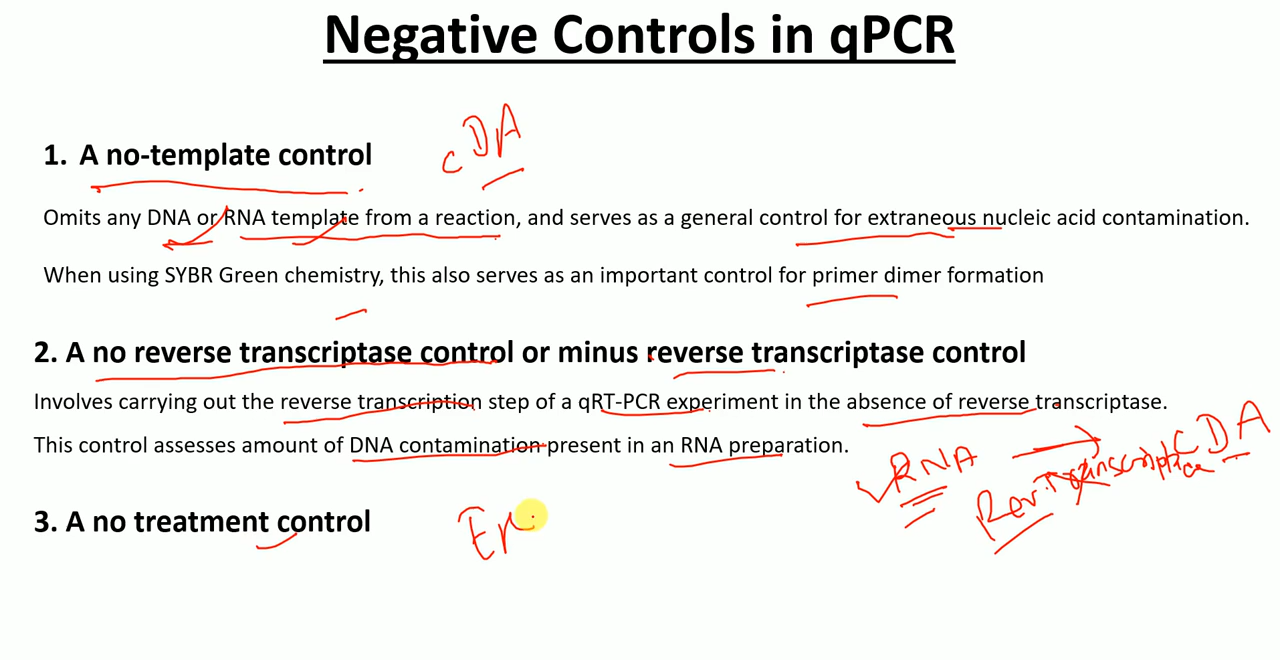 Negative Controls in qPCR
cDA
1. A no-template control
Omits any DNA or RNA template from a reaction, and serves as a general control for extraneous nucleic acid contamination.
When using SYBR Green chemistry, this also serves as an important control for primer dimer formation
2. A no reverse transcriptase control or minus reverse transcriptase control
Involves carrying out the reverse transcription step of a qRT-PCR experiment in the absence of reverse transcriptase.
This control assesses amount of DNA contamination present in an RNA preparation.
RNA → CDA
Rev.
3. A no treatment control